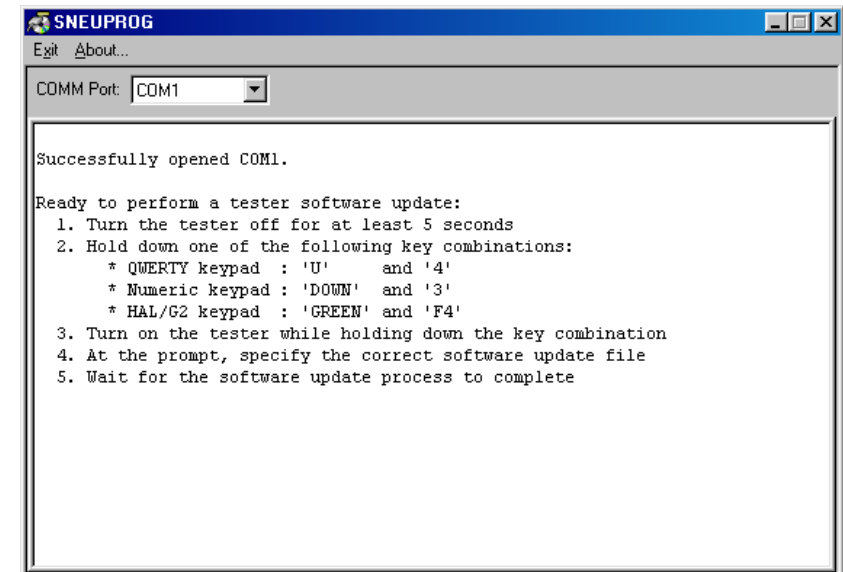 SNEUPROG
Exit About...
COMM Port: COM1
Successfully opened COM1.
Ready to perform a tester software update:
1. Turn the tester off for at least 5 seconds
2. Hold down one of the following key combinations:
* QWERTY keypad : 'U' and '4'
* Numeric keypad : 'DOWN' and '3'
* HAL/G2 keypad : 'GREEN' and 'F4'
3. Turn on the tester while holding down the key combination
4. At the prompt, specify the correct software update file
5. Wait for the software update process to complete